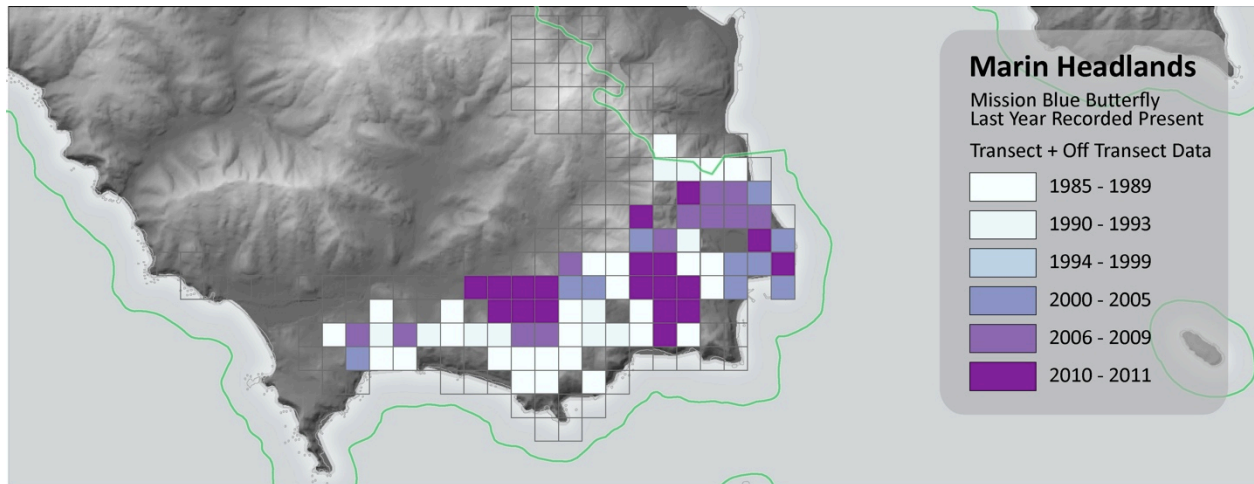 Marin Headlands
Mission Blue Butterfly
Last Year Recorded Present
Transect + Off Transect Data
1985 - 1989
1990 - 1993
1994 - 1999
2000 - 2005
2006 - 2009
2010 - 2011